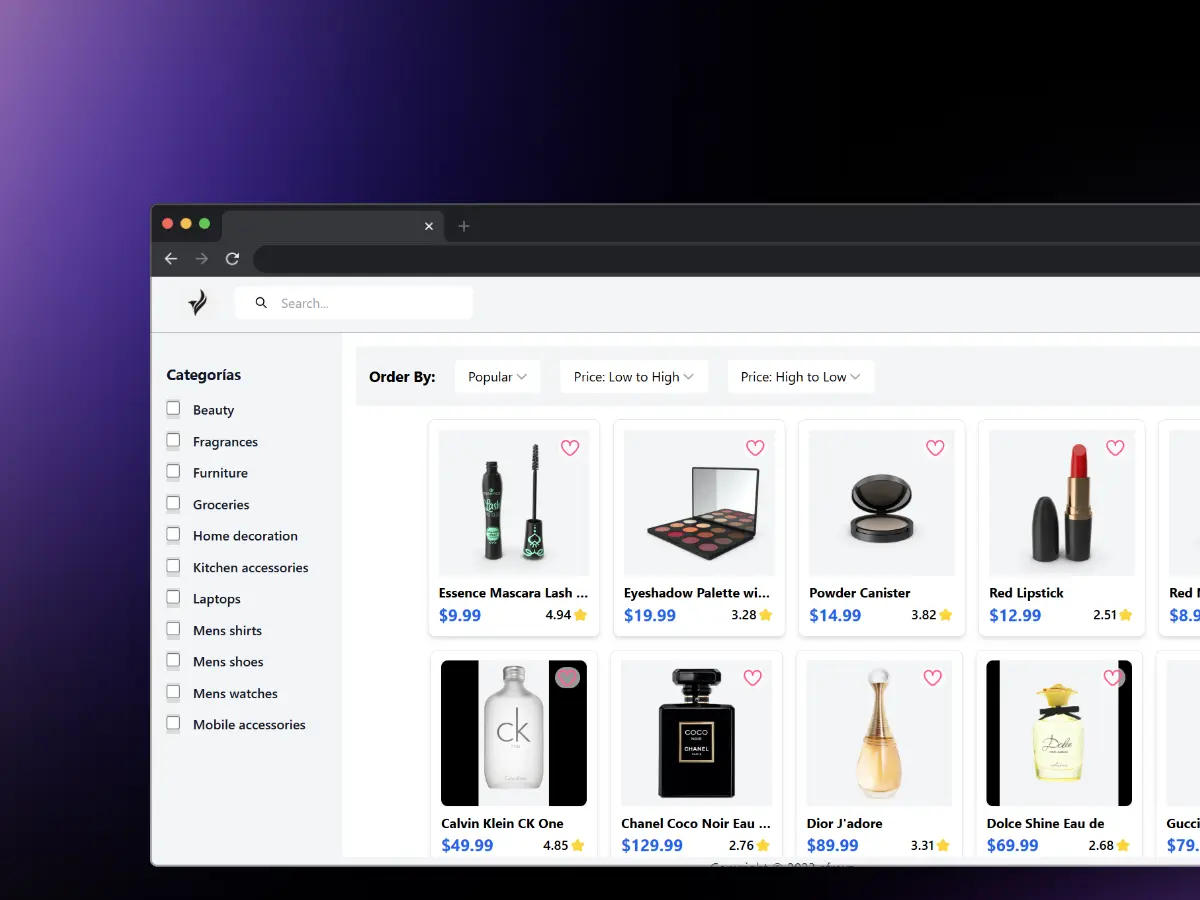 Search...
Categorías
Beauty
Fragrances
Furniture
Groceries
Home decoration
Kitchen accessories
Laptops
Mens shirts
Mens shoes
Mens watches
Mobile accessories
Order By:
Popular
Price: Low to High
Price: High to Low
Essence Mascara Lash ...
$9.99
4.94
Eyeshadow Palette wi...
$19.99
3.28
Powder Canister
$14.99
3.82
Red Lipstick
$12.99
2.51
Red
$8.9
ck
Calvin Klein CK One
$49.99
4.85
COCO
NOIR
CHANEL
PARIS
Chanel Coco Noir Eau ...
$129.99
2.76
Dior J'adore
$89.99
3.31
Dolce
Dolce Shine Eau de
$69.99
2.68
Gucci
$79.